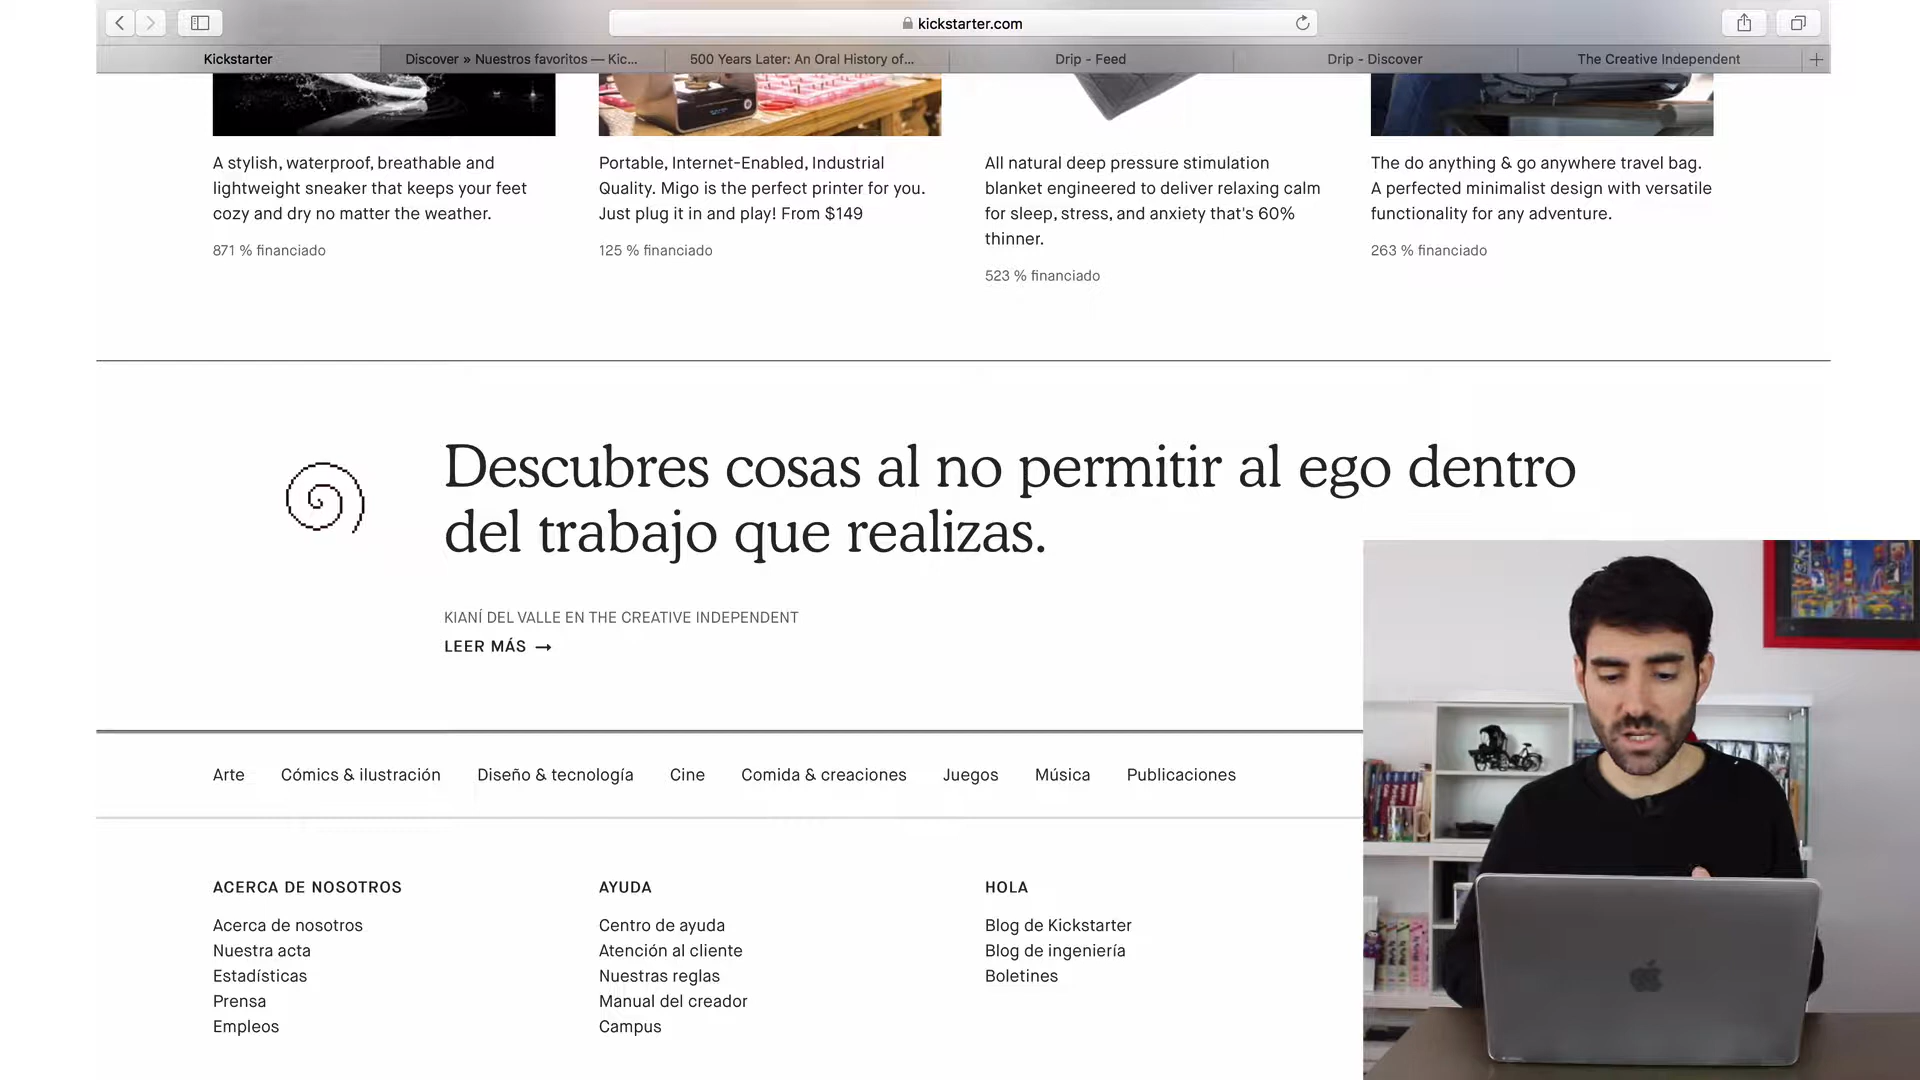 kickstarter.com
Kickstarter
Discover » Nuestros favoritos — Kic...
500 Years Later: An Oral History of...
Drip - Feed
Drip - Discover
The Creative Independent
A stylish, waterproof, breathable and
lightweight sneaker that keeps your feet
cozy and dry no matter the weather.
871 % financiado
Portable, Internet-Enabled, Industrial
Quality. Migo is the perfect printer for you.
Just plug it in and play! From $149
125 % financiado
All natural deep pressure stimulation
blanket engineered to deliver relaxing calm
for sleep, stress, and anxiety that's 60%
thinner.
523 % financiado
The do anything & go anywhere travel bag.
A perfected minimalist design with versatile
functionality for any adventure.
263 % financiado
Descubres cosas al no permitir al ego dentro
del trabajo que realizas.
KIANÍ DEL VALLE EN THE CREATIVE INDEPENDENT
LEER MÁS →
Arte
Cómics & ilustración
Diseño & tecnología
Cine
Comida & creaciones
Juegos
Música
Publicaciones
ACERCA DE NOSOTROS
Acerca de nosotros
Nuestra acta
Estadísticas
Prensa
Empleos
AYUDA
Centro de ayuda
Atención al cliente
Nuestras reglas
Manual del creador
Campus
HOLA
Blog de Kickstarter
Blog de ingeniería
Boletines